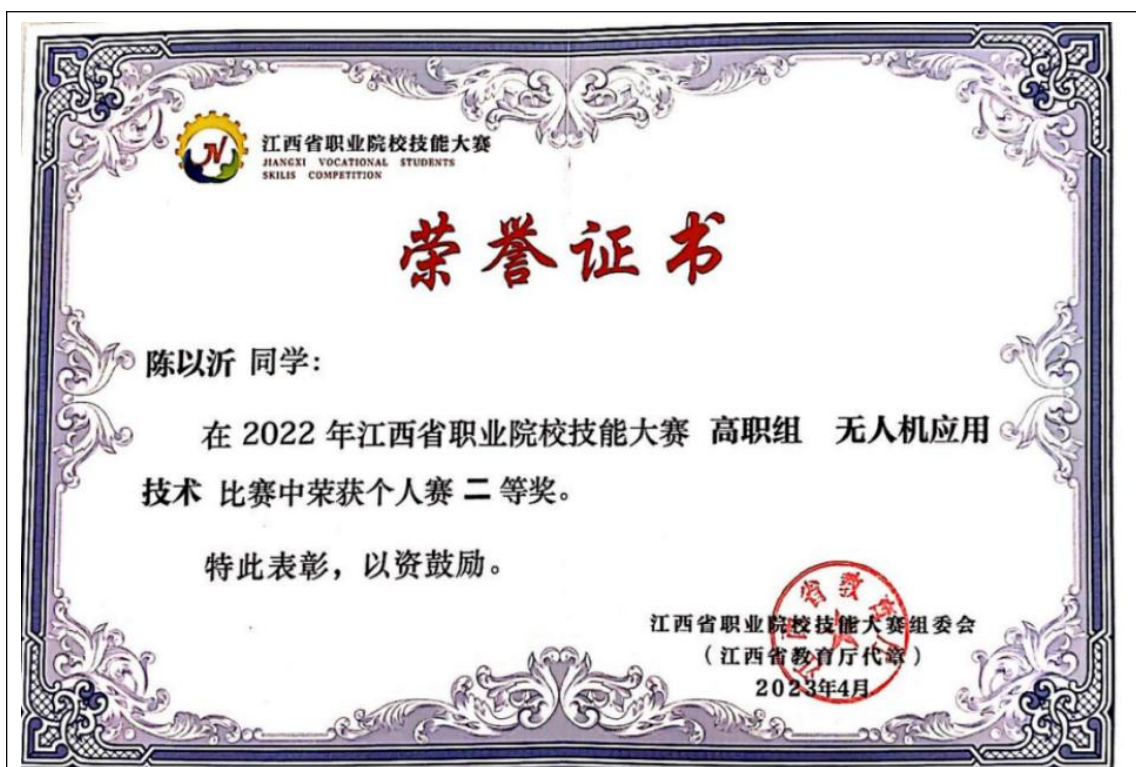 江西省职业院校技能大赛
JIANGXI VOCATIONAL STUDENTS
SKILIS COMPETITION
荣誉证书
陈以沂 同学：
在 2022 年江西省职业院校技能大赛 高职组 无人机应用
技术 比赛中荣获个人赛 二 等奖。
特此表彰，以资鼓励。
江西省职业院校技能大赛组委会
（江西省教育厅代章）
2023年4月